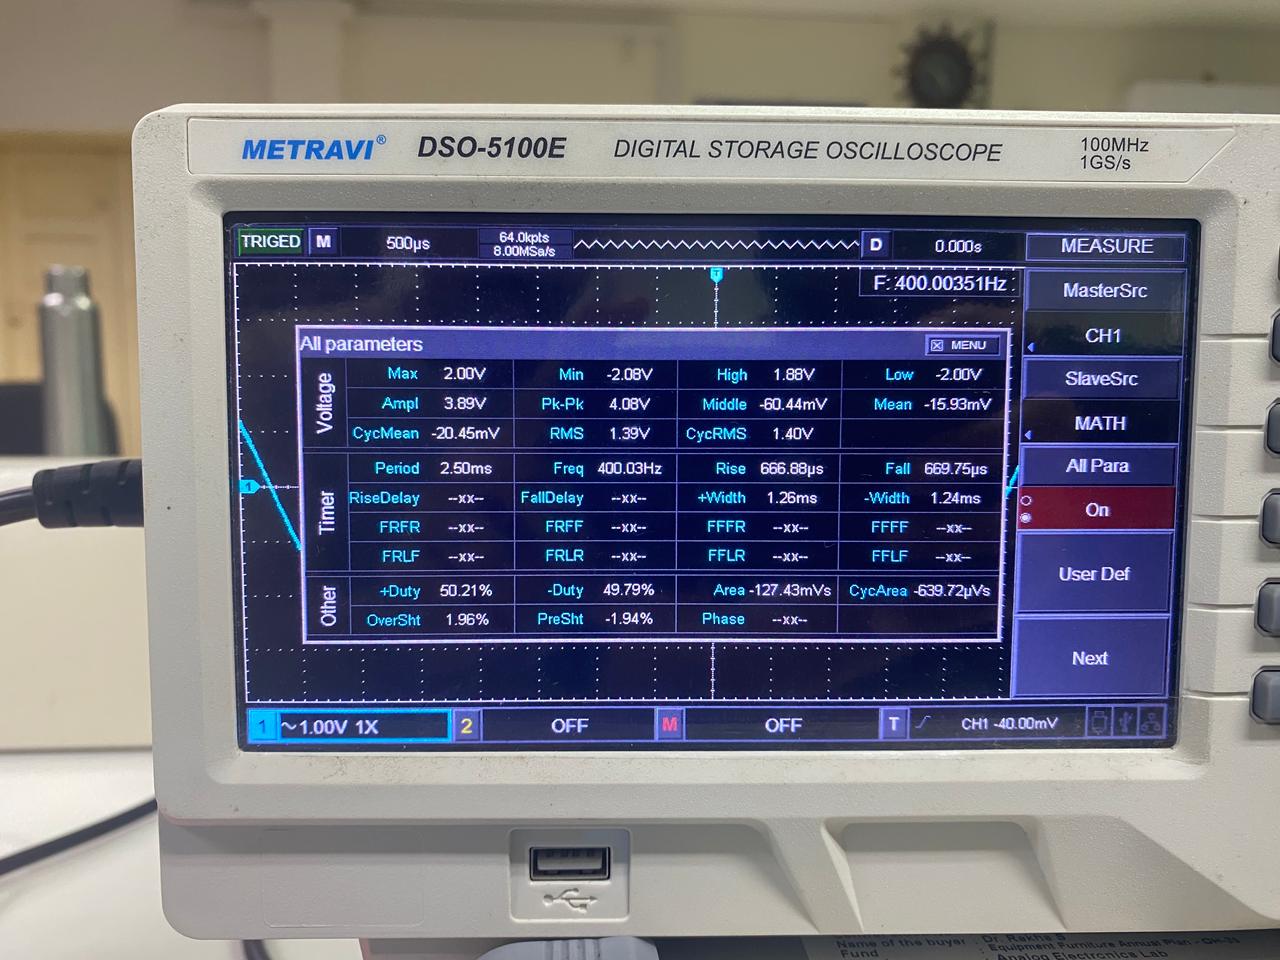 METRAVI® DSO-5100E DIGITAL STORAGE OSCILLOSCOPE 100MHz
1GS/s
TRIGED M 500µs 64.0kpts
8.00MSa/s D 0.000s MEASURE
F: 400.00351Hz
MasterSrc
CH1
SlaveSrc
MATH
All Para
On
User Def
Next
All parameters MENU
Voltage
Max 2.00V Min -2.08V High 1.88V Low -2.00V
Ampl 3.89V Pk-Pk 4.08V Middle -60.44mV Mean -15.93mV
CycMean -20.45mV RMS 1.39V CycRMS 1.40V
Timer
Period 2.50ms Freq 400.03Hz Rise 666.88µs Fall 669.75µs
RiseDelay --xx-- FallDelay --xx-- +Width 1.26ms -Width 1.24ms
FRFR --xx-- FRFF --xx-- FFFR --xx-- FFFF --xx--
FRLF --xx-- FRLR --xx-- FFLR --xx-- FFLF --xx--
Other
+Duty 50.21% -Duty 49.79% Area -127.43mVs CycArea -639.72µVs
OverSht 1.96% PreSht -1.94% Phase --xx--
T
1
1 ~1.00V 1X 2 OFF M OFF T CH1 -40.00mV
Name of the buyer : Dr. Rekha S
Fund : Equipment Furniture Annual Plan -
Analog Electronics Lab